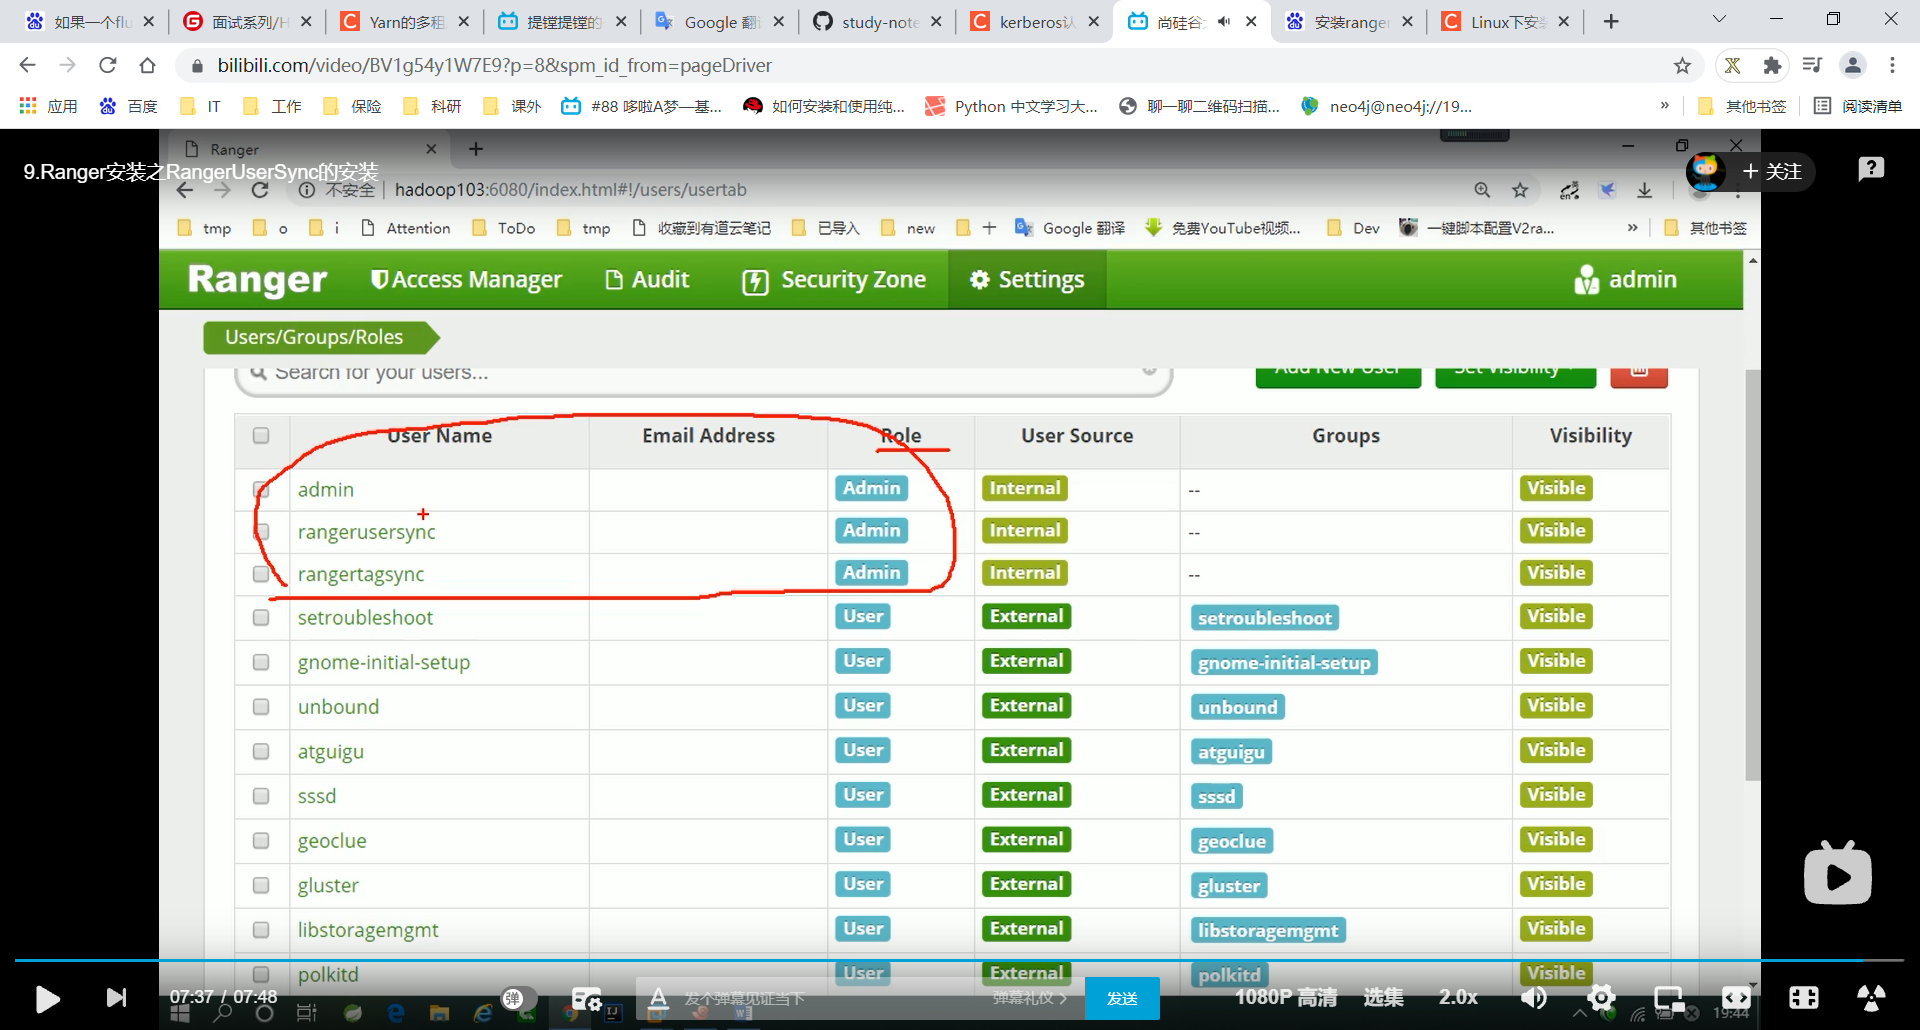 如果一个flu
面试系列/H
Yarn的多租
提镗提镗的
Google 翻
study-note
kerberos认
尚硅谷
安装ranger
Linux下安
bilibili.com/video/BV1g54y1W7E9?p=8&spm_id_from=pageDriver
应用
百度
IT
工作
保险
科研
课外
#88 哆啦A梦—基...
如何安装和使用纯...
Python 中文学习大...
聊一聊二维码扫描...
neo4j@neo4j://19...
»
其他书签
阅读清单
Ranger
9.Ranger安装之RangerUserSync的安装
+ 关注
不安全
hadoop103:6080/index.html#!/users/usertab
tmp
o
i
Attention
ToDo
tmp
收藏到有道云笔记
已导入
new
Google 翻译
免费YouTube视频...
Dev
一键脚本配置V2ra...
»
其他书签
Ranger
Access Manager
Audit
Security Zone
Settings
admin
Users/Groups/Roles
Search for your users...
Add New User
Set Visibility
User Name Email Address Role User Source Groups Visibility
admin Admin Internal -- Visible
rangerusersync Admin Internal -- Visible
rangertagsync Admin Internal -- Visible
setroubleshoot User External setroubleshoot Visible
gnome-initial-setup User External gnome-initial-setup Visible
unbound User External unbound Visible
atguigu User External atguigu Visible
sssd User External sssd Visible
geoclue User External geoclue Visible
gluster User External gluster Visible
libstoragemgmt User External libstoragemgmt Visible
polkitd User External polkitd Visible
07:37 / 07:48
弹
A
发个弹幕见证当下
弹幕礼仪 >
发送
1080P 高清
选集
2.0x
19:44